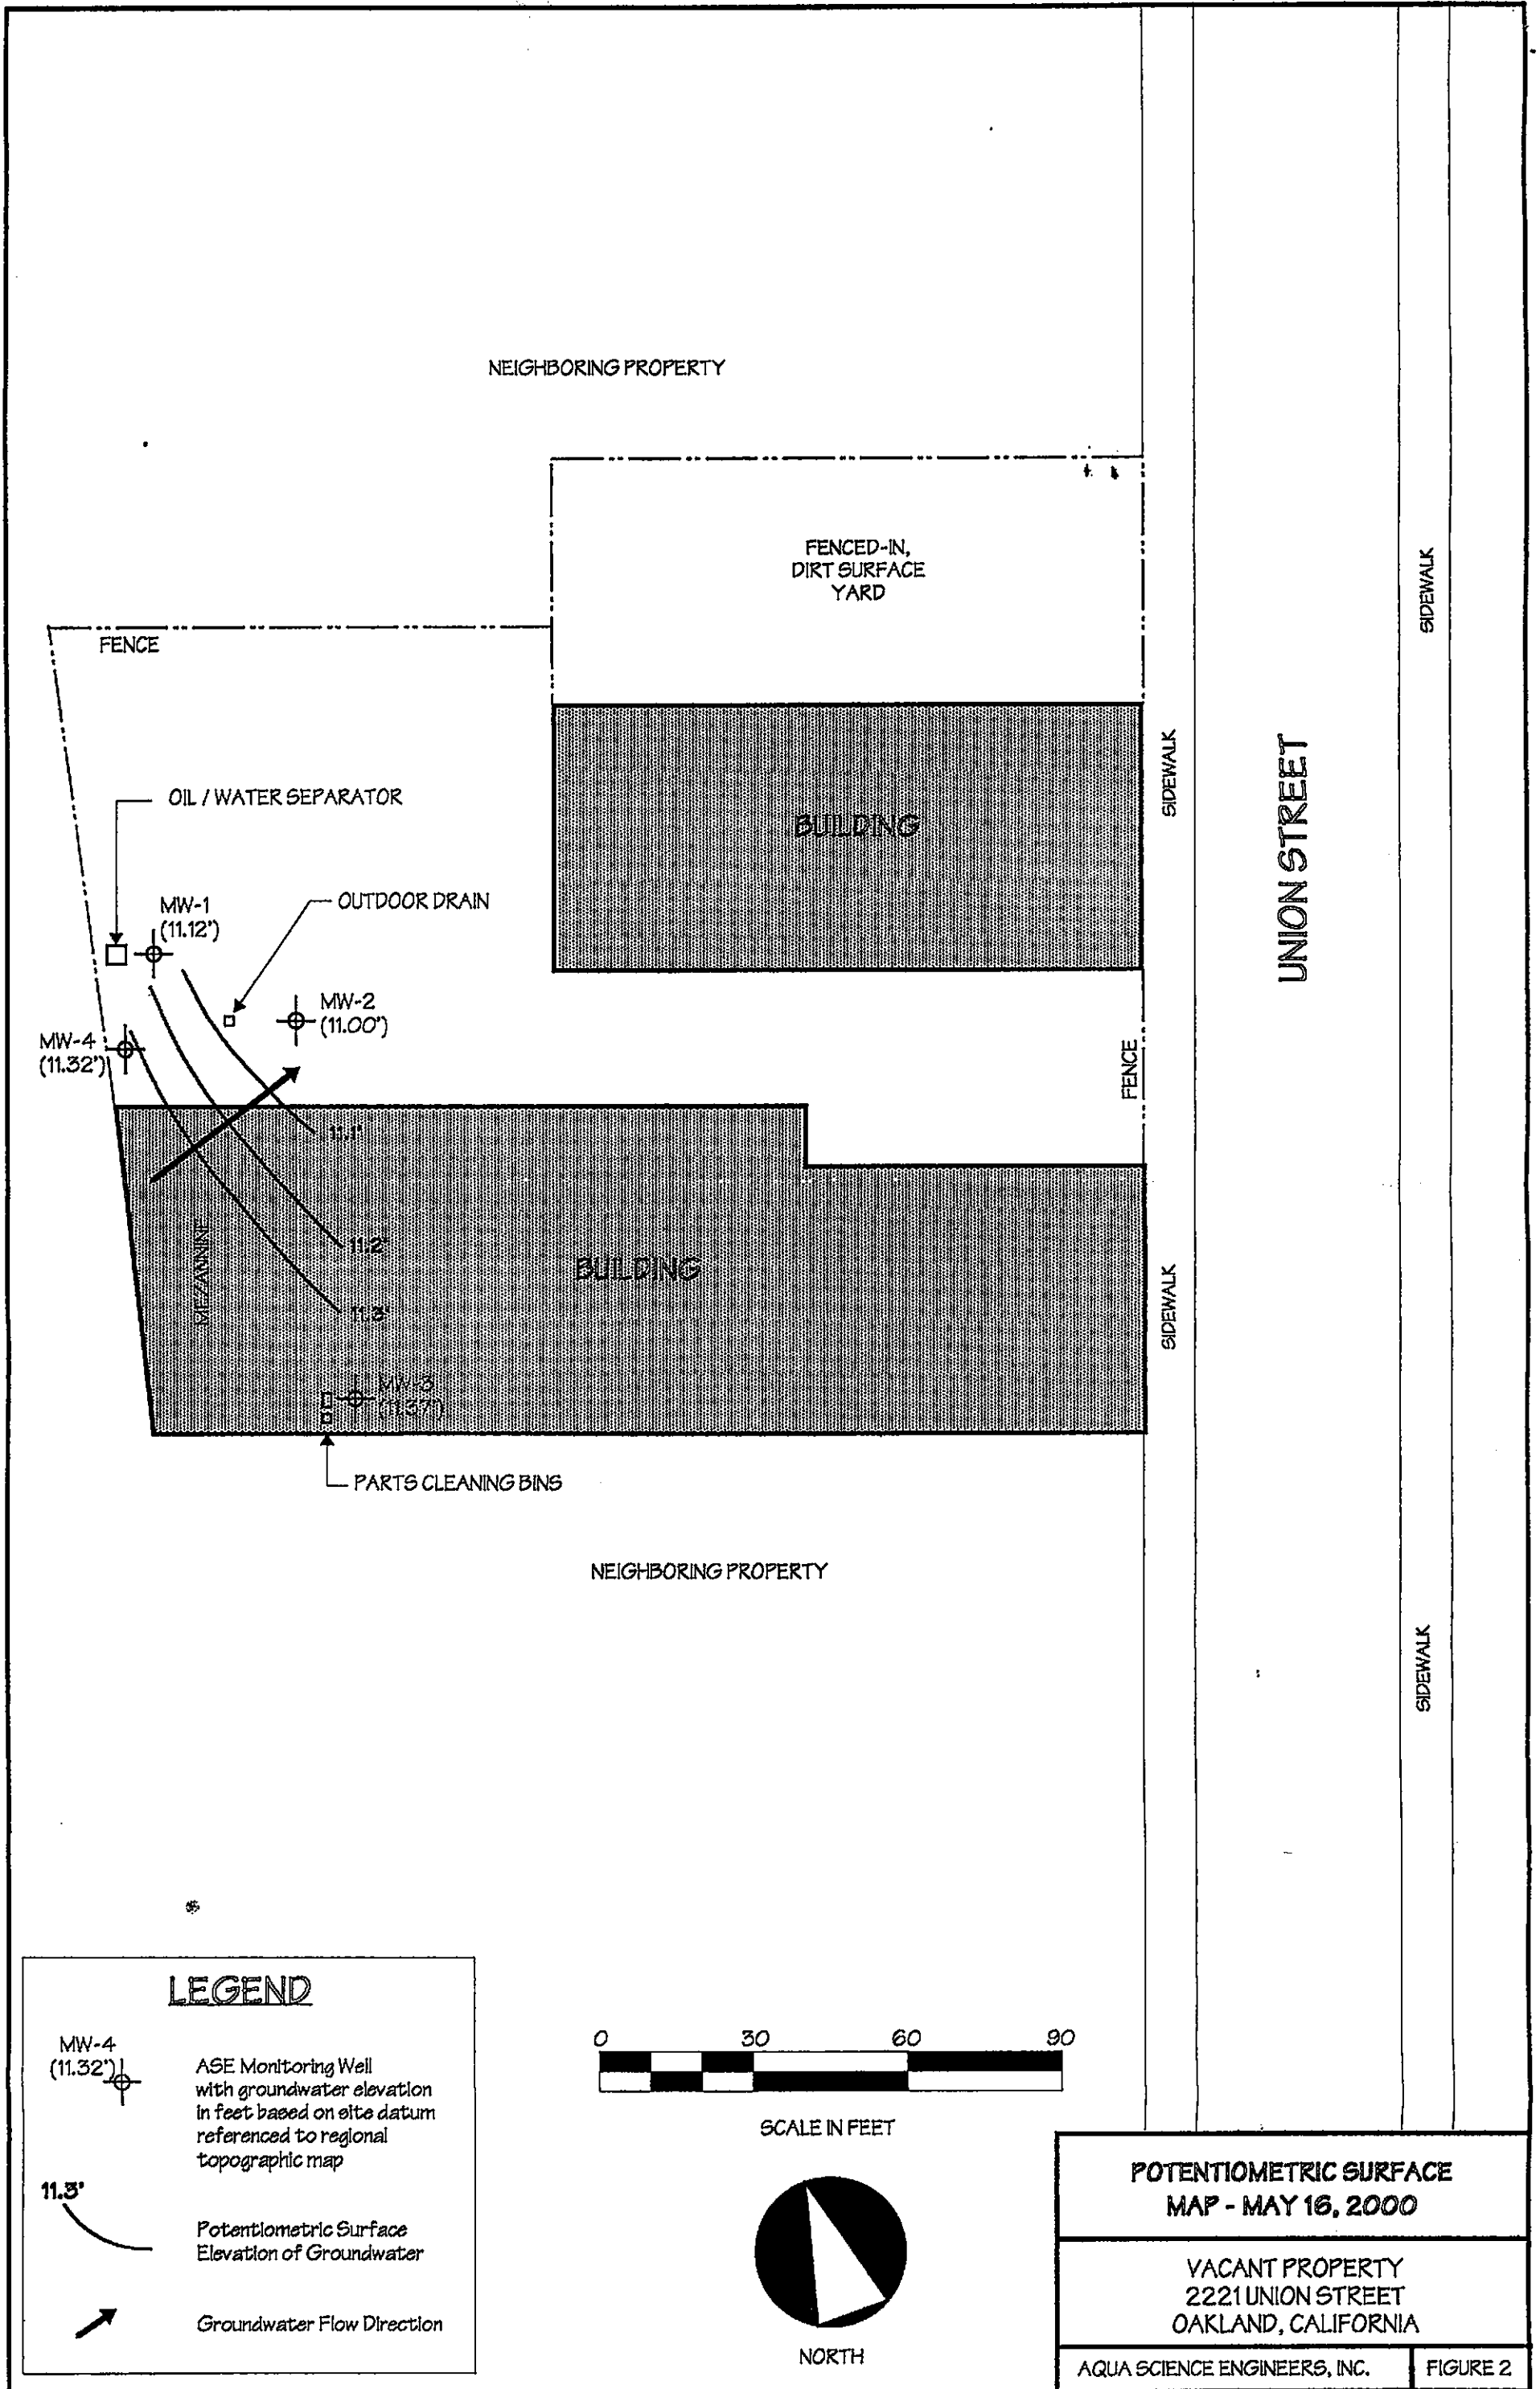 NEIGHBORING PROPERTY
FENCED-IN,
DIRT SURFACE
YARD
SIDEWALK
FENCE
SIDEWALK
UNION STREET
OIL / WATER SEPARATOR
BUILDING
OUTDOOR DRAIN
MW-1
(11.12')
MW-2
(11.00')
MW-4
(11.32')
FENCE
11.1'
11.2'
11.3'
MEZANNINE
BUILDING
SIDEWALK
MW-3
(11.37')
PARTS CLEANING BINS
NEIGHBORING PROPERTY
SIDEWALK
LEGEND
MW-4
(11.32')
ASE Monitoring Well
with groundwater elevation
in feet based on site datum
referenced to regional
topographic map
11.3'
Potentiometric Surface
Elevation of Groundwater
Groundwater Flow Direction
0 30 60 90
SCALE IN FEET
NORTH
POTENTIOMETRIC SURFACE
MAP - MAY 16, 2000
VACANT PROPERTY
2221 UNION STREET
OAKLAND, CALIFORNIA
AQUA SCIENCE ENGINEERS, INC.
FIGURE 2